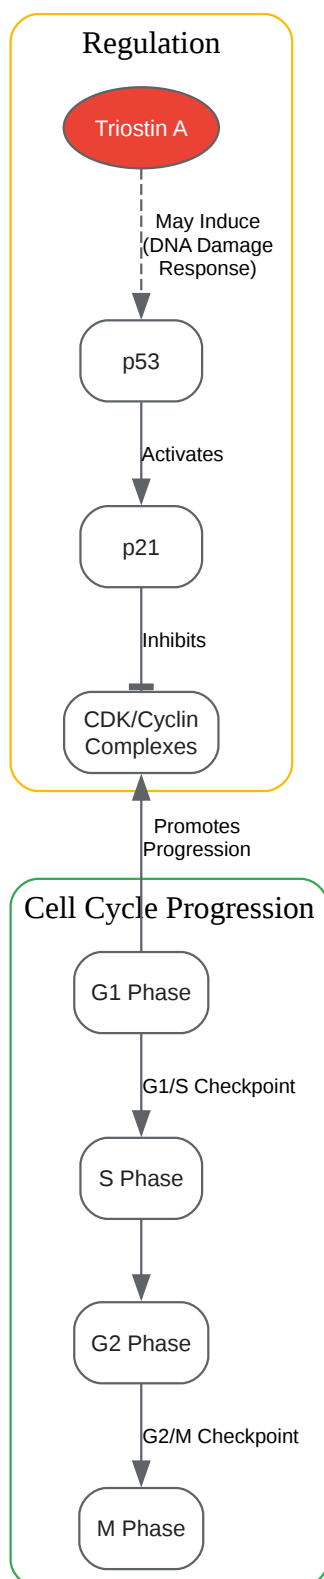 Regulation
Triostin A
May Induce
(DNA Damage
Response)
p53
Activates
p21
Inhibits
CDK/Cyclin
Complexes
Promotes
Progression
Cell Cycle Progression
G1 Phase
G1/S Checkpoint
S Phase
G2 Phase
G2/M Checkpoint
M Phase